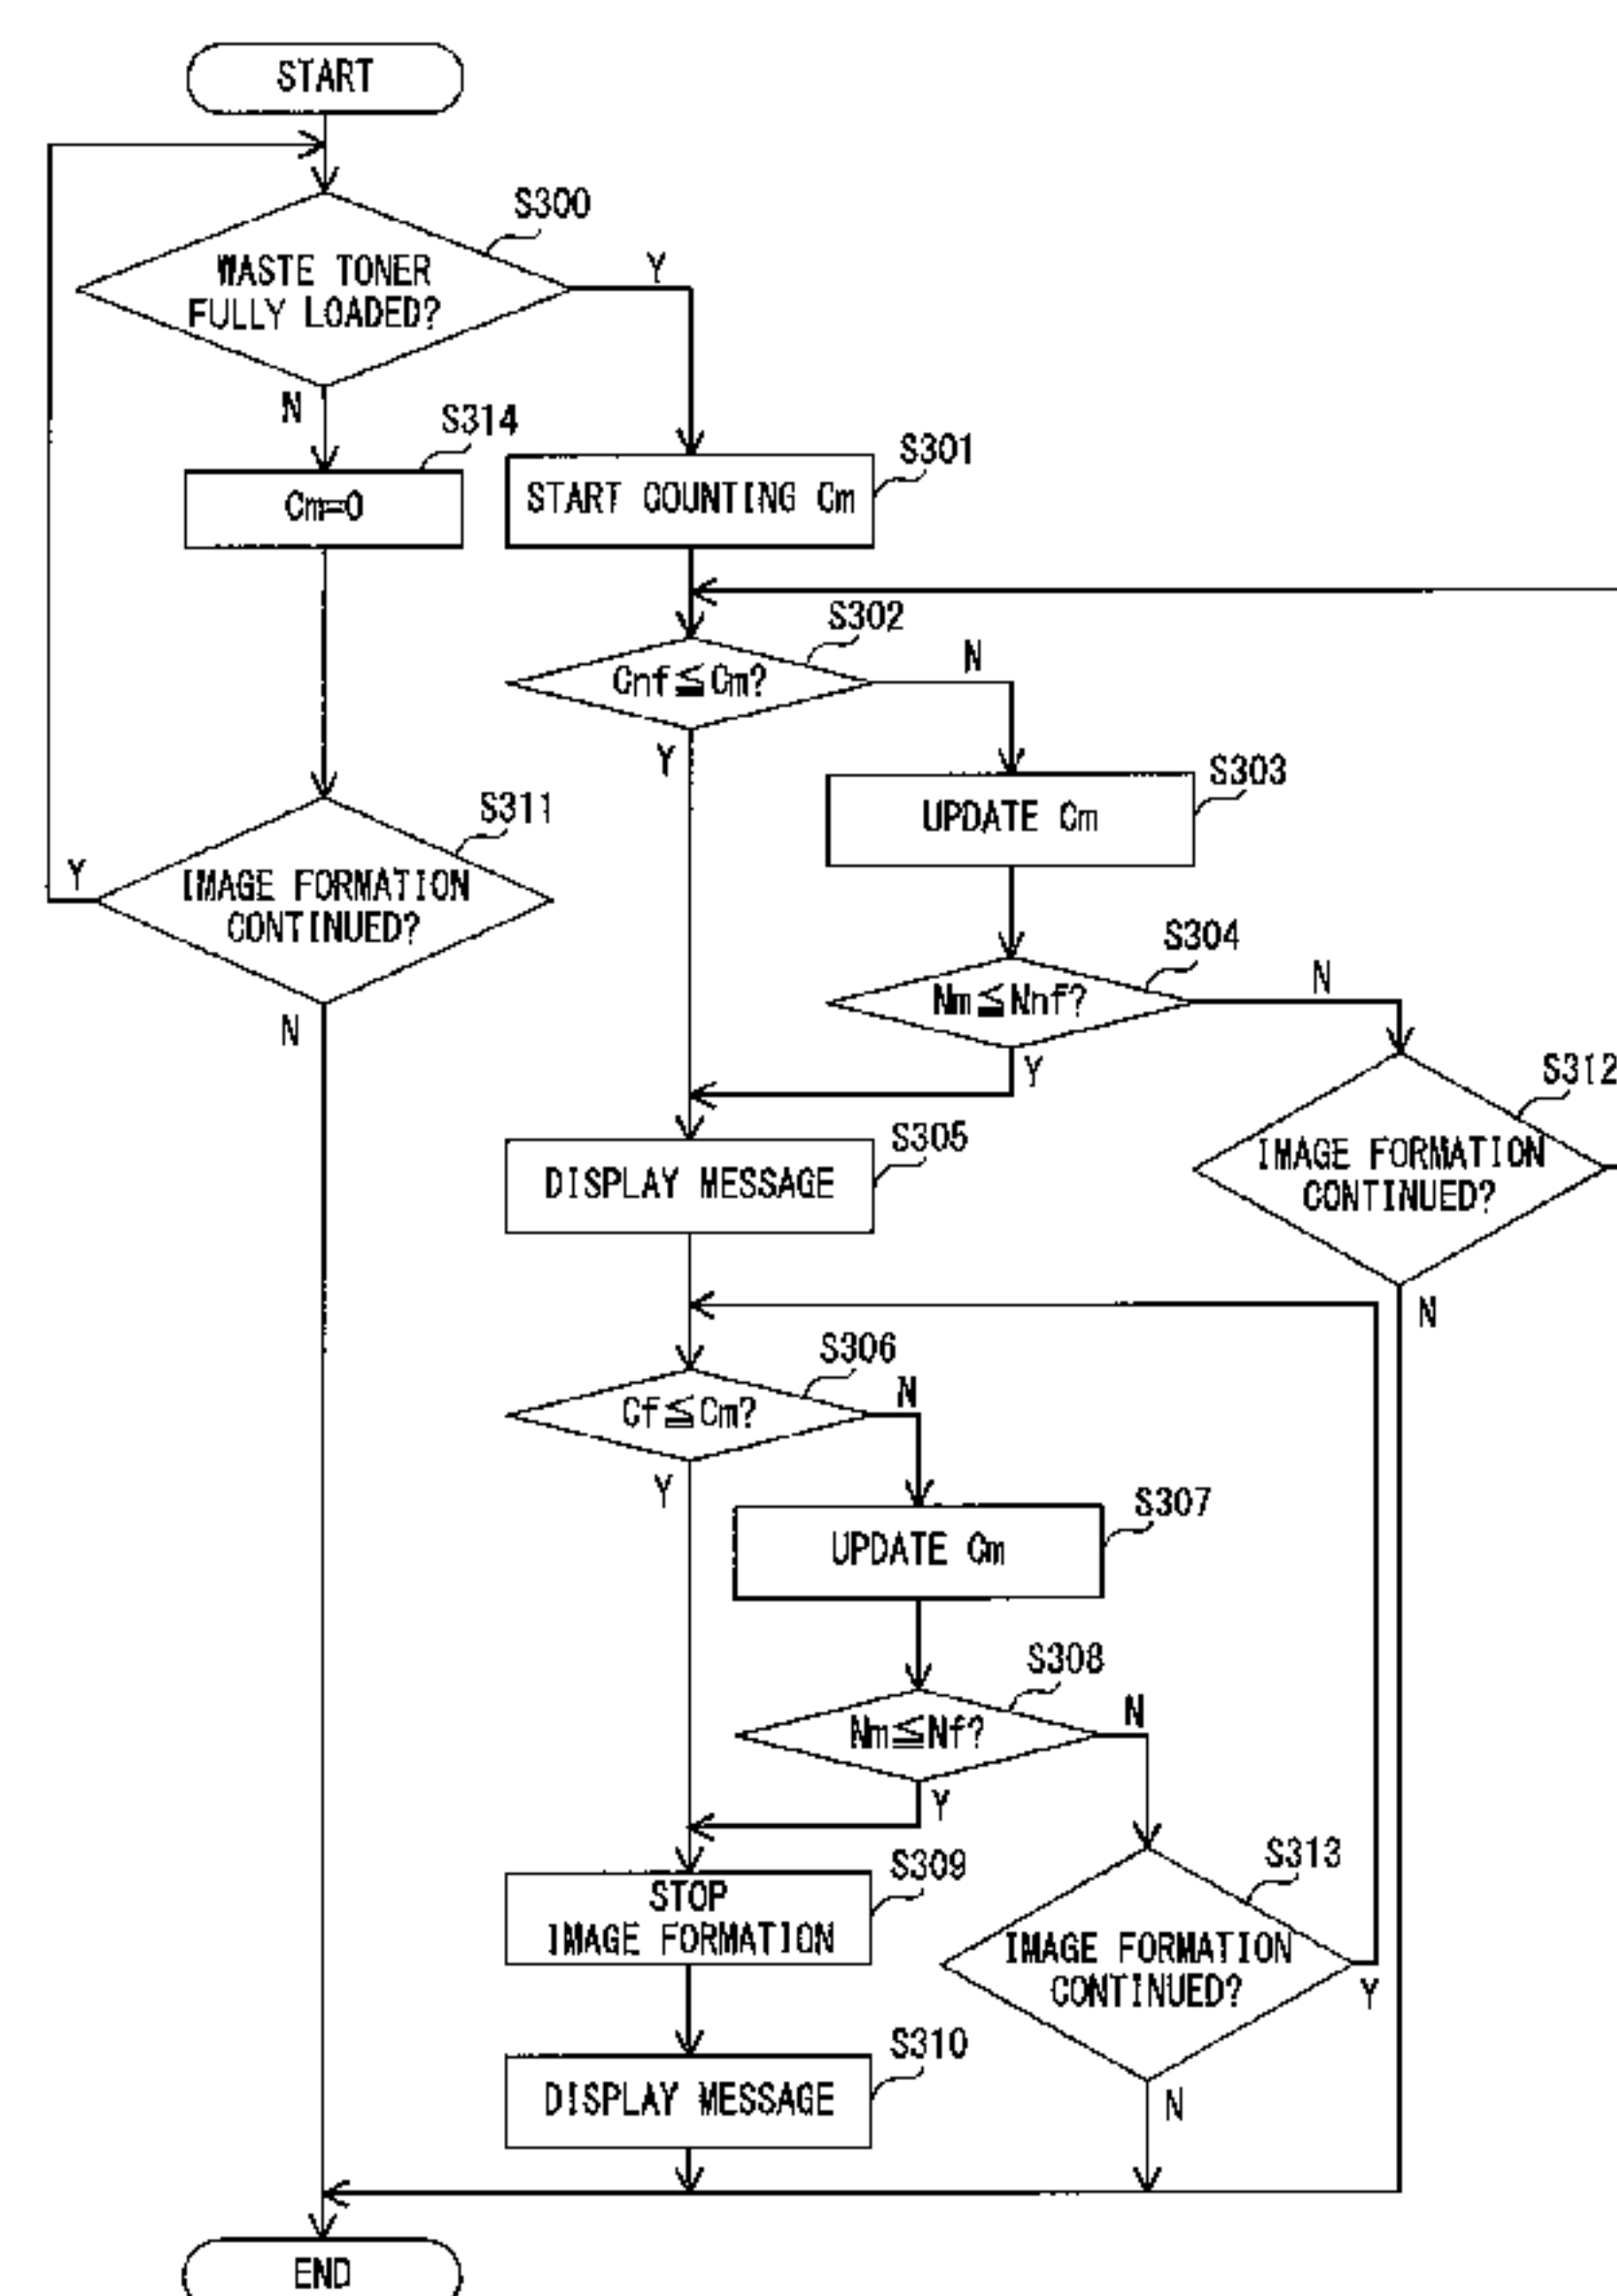 START
S300
WASTE TONER
FULLY LOADED?
Y
N
S314
Cm=0
S301
START COUNTING Cm
S302
Cnf≦Cm?
N
Y
S303
UPDATE Cm
S311
IMAGE FORMATION
CONTINUED?
Y
N
S304
Nm≦Nnf?
N
Y
S312
IMAGE FORMATION
CONTINUED?
N
S305
DISPLAY MESSAGE
S306
Cf≦Cm?
N
Y
S307
UPDATE Cm
S308
Nm≦Nf?
N
Y
S309
STOP
IMAGE FORMATION
S313
IMAGE FORMATION
CONTINUED?
Y
N
S310
DISPLAY MESSAGE
END